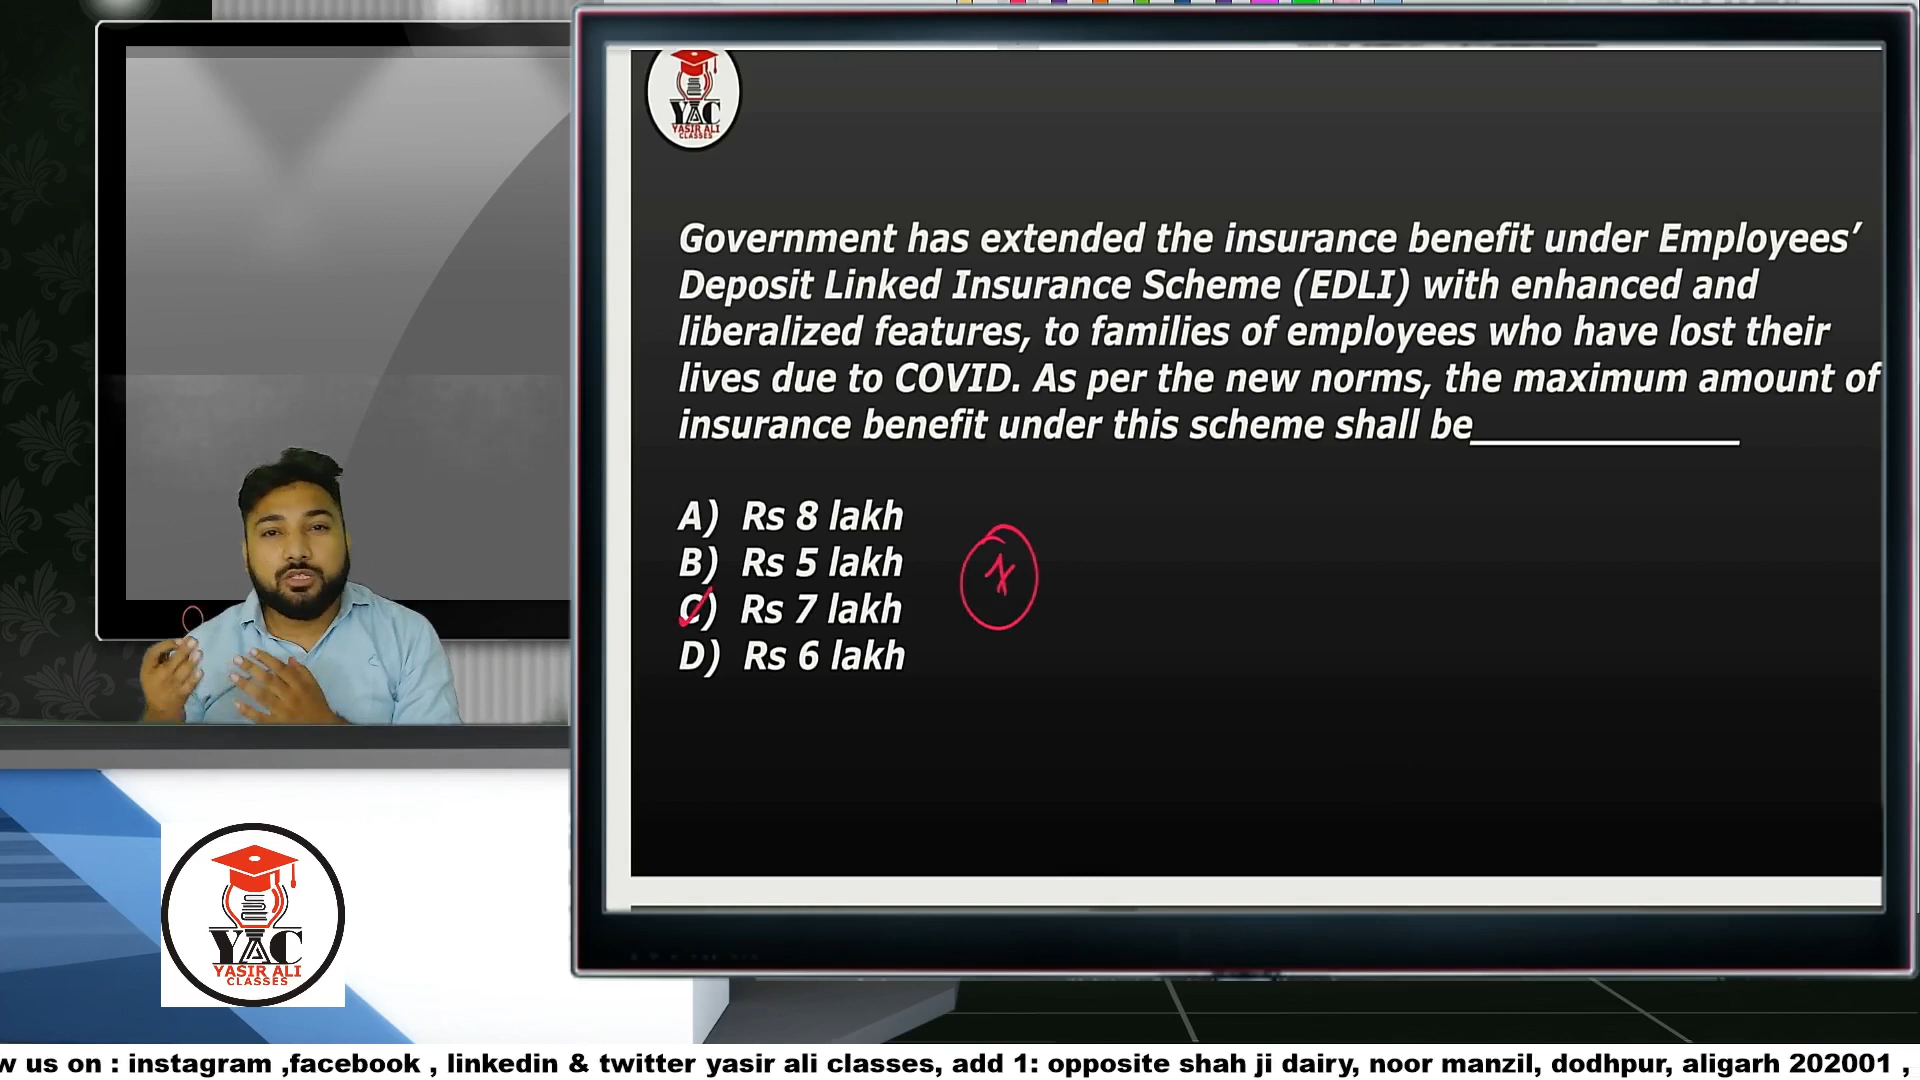 YAC
YASIR ALI
CLASSES
Government has extended the insurance benefit under Employees’
Deposit Linked Insurance Scheme (EDLI) with enhanced and
liberalized features, to families of employees who have lost their
lives due to COVID. As per the new norms, the maximum amount of
insurance benefit under this scheme shall be_____________
A) Rs 8 lakh
B) Rs 5 lakh
C) Rs 7 lakh
D) Rs 6 lakh
YAC
YASIR ALI
CLASSES
w us on : instagram ,facebook , linkedin & twitter yasir ali classes, add 1: opposite shah ji dairy, noor manzil, dodhpur, aligarh 202001 ,